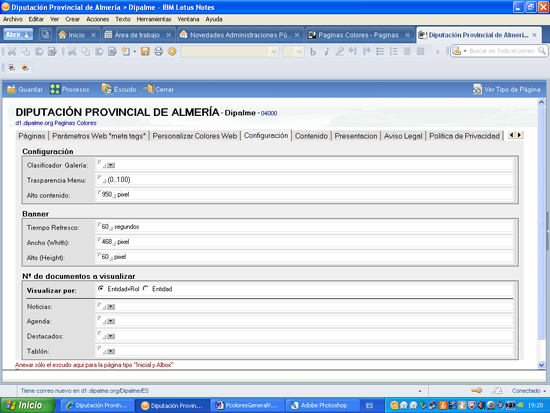 Diputación Provincial de Almería > Dipalme - IBM Lotus Notes
Archivo Editar Ver Crear Acciones Texto Herramientas Ventana Ayuda
Abrir Inicio Área de trabajo Novedades Administraciones Pú... Paginas Colores - Paginas Diputación Provincial de Almerí...
Buscar en Todo el correo
Guardar Procesos Escudo Cerrar Ver Tipo de Página
DIPUTACIÓN PROVINCIAL DE ALMERÍA - Dipalme - 04000
d1.dipalme.org Paginas Colores
Páginas Parámetros Web "meta tags" Personalizar Colores Web Configuración Contenido Presentacion Aviso Legal Política de Privacidad
Configuración
Clasificador Galería:
Trasparencia Menu: (0..100)
Alto contenido: 950 pixel
Banner
Tiempo Refresco: 60 segundos
Ancho (Whith): 468 pixel
Alto (Height): 60 pixel
Nº de documentos a visualizar
Visualizar por: Entidad+Rol Entidad
Noticias:
Agenda:
Destacados:
Tablón:
Anexar sólo el escudo aqui para la página tipo "Inicial y Albox"
Tiene correo nuevo en d1.dipalme.org/Dipalme/ES Conectado
Inicio Diputación Provin... Diputación Provin... PcoloresGeneralV... Adobe Photoshop ES 19:20